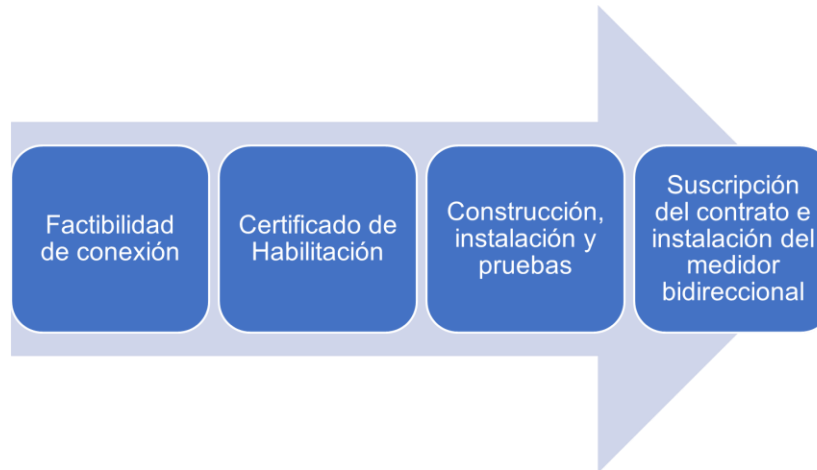 Factibilidad
de conexión
Certificado de
Habilitación
Construcción,
instalación y
pruebas
Suscripción
del contrato e
instalación del
medidor
bidireccional